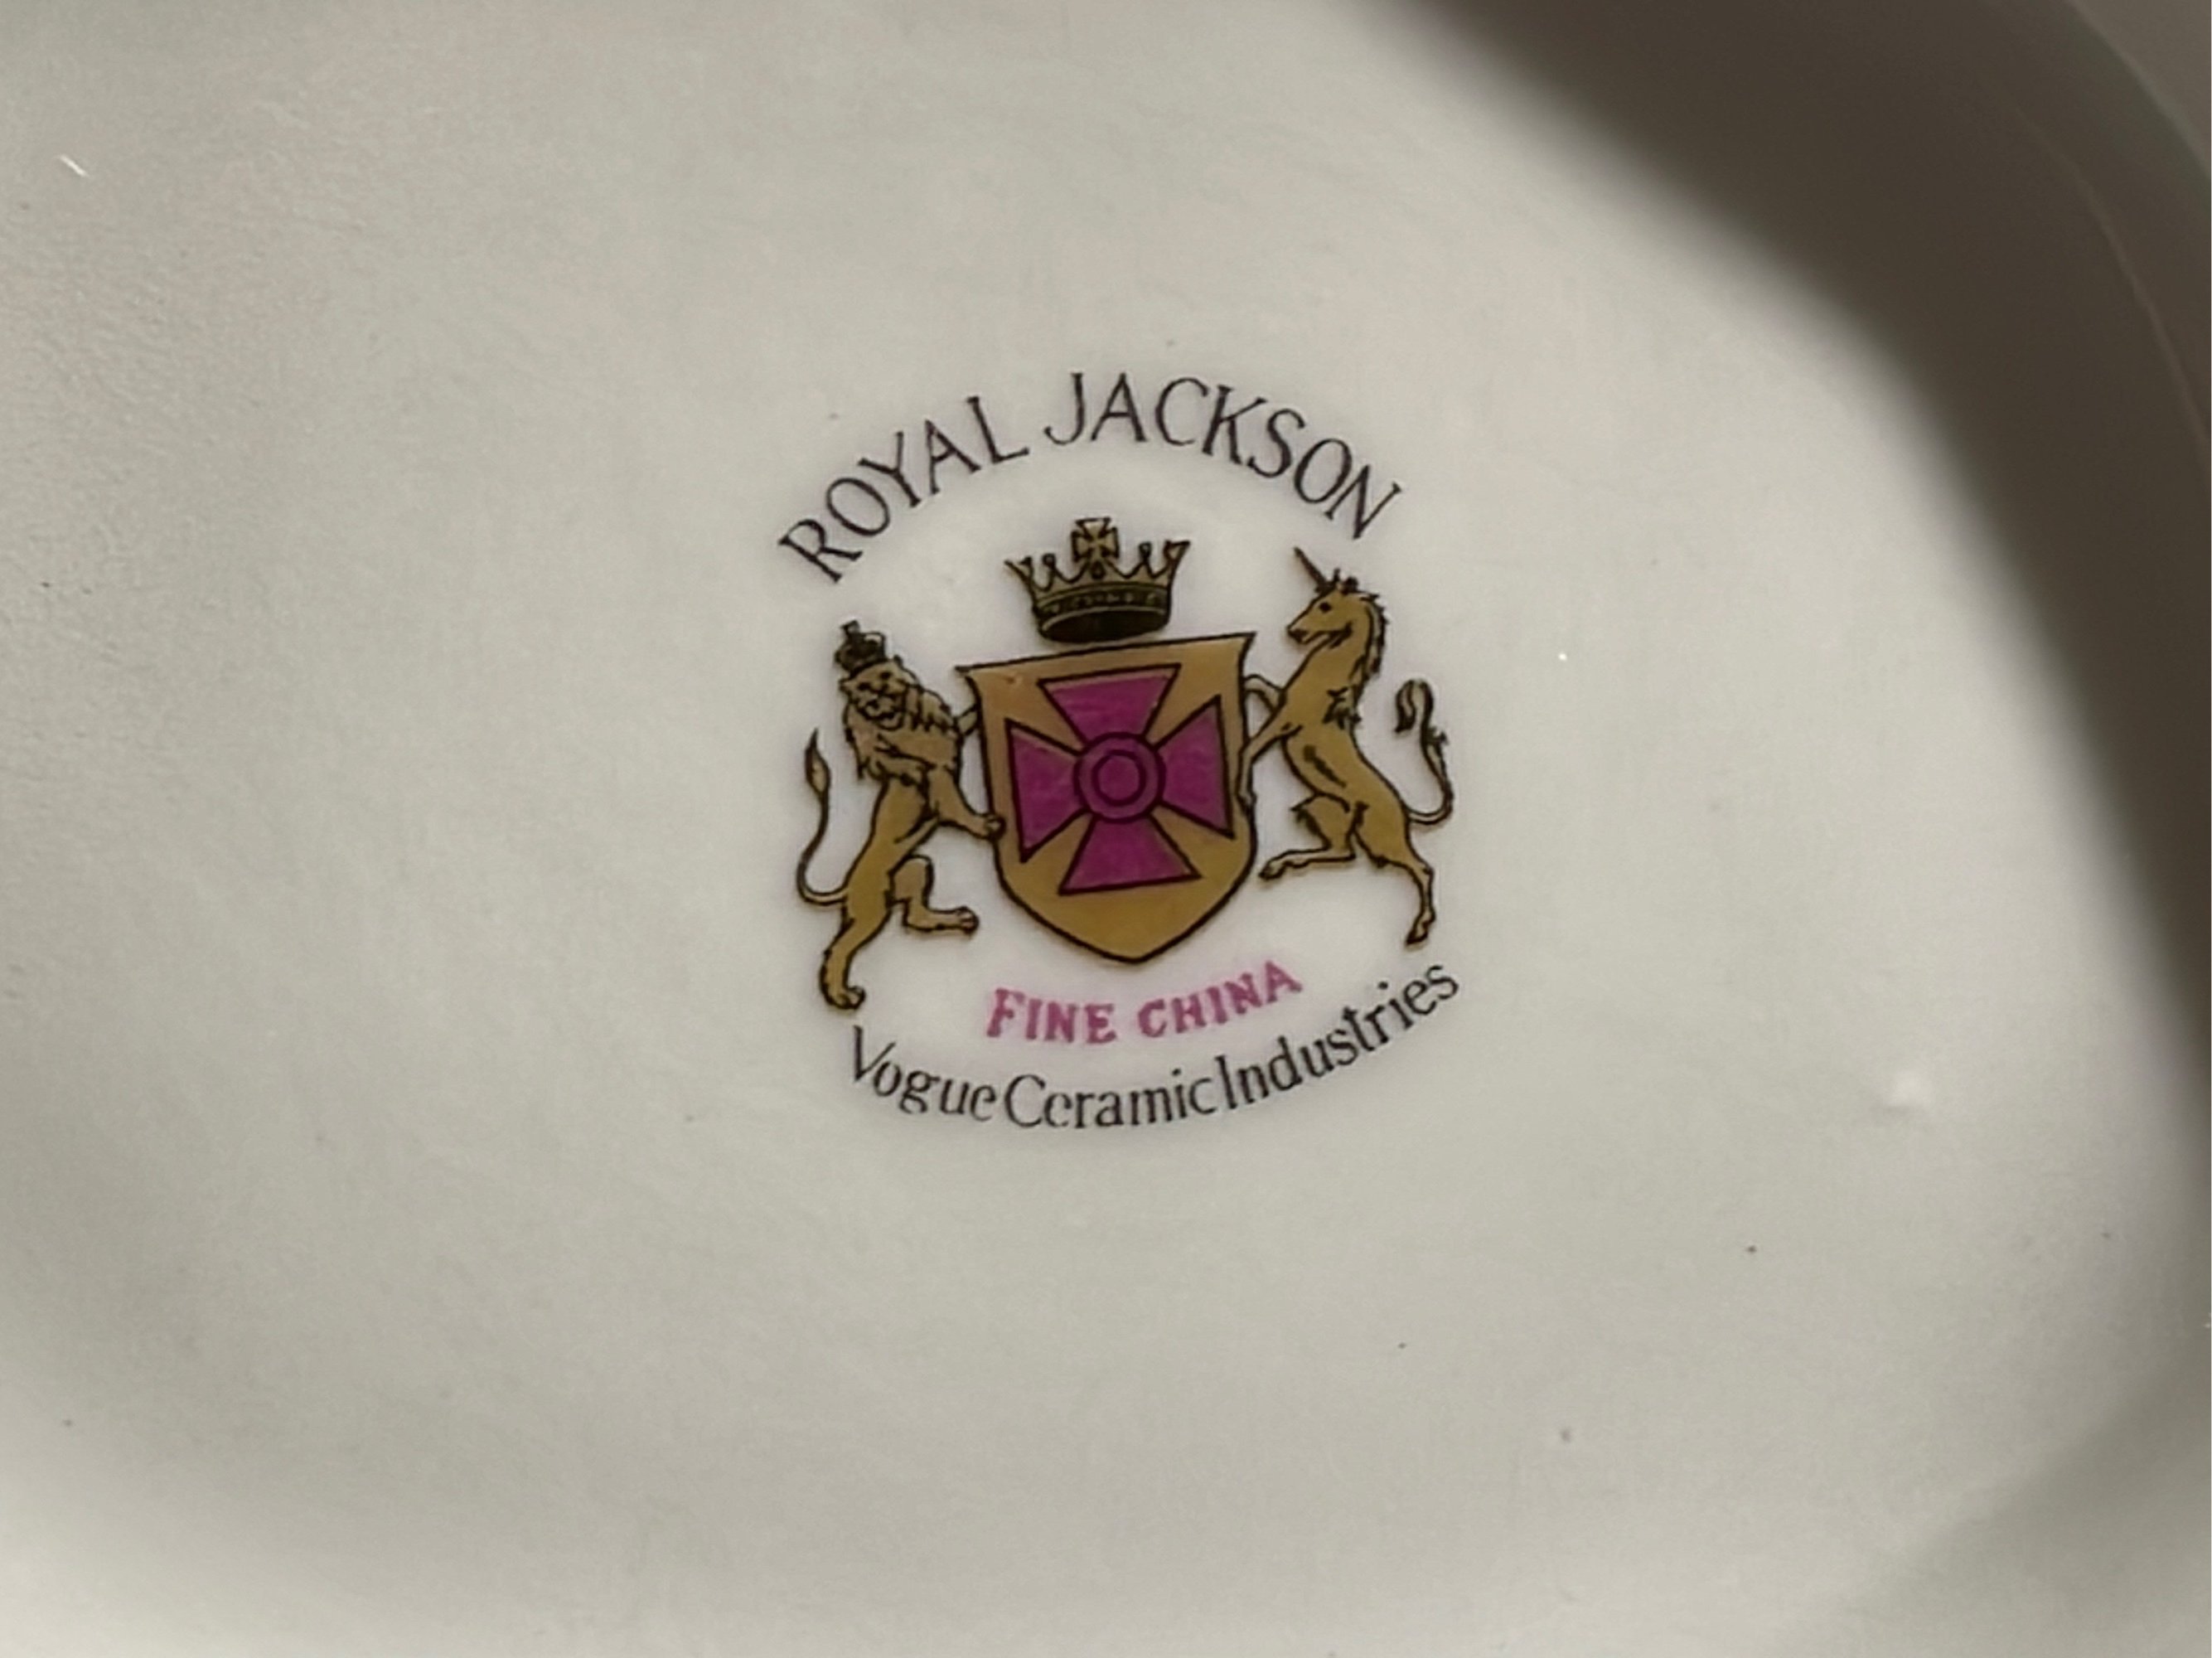 ROYAL JACKSON
FINE CHINA
Vogue Ceramic Industries